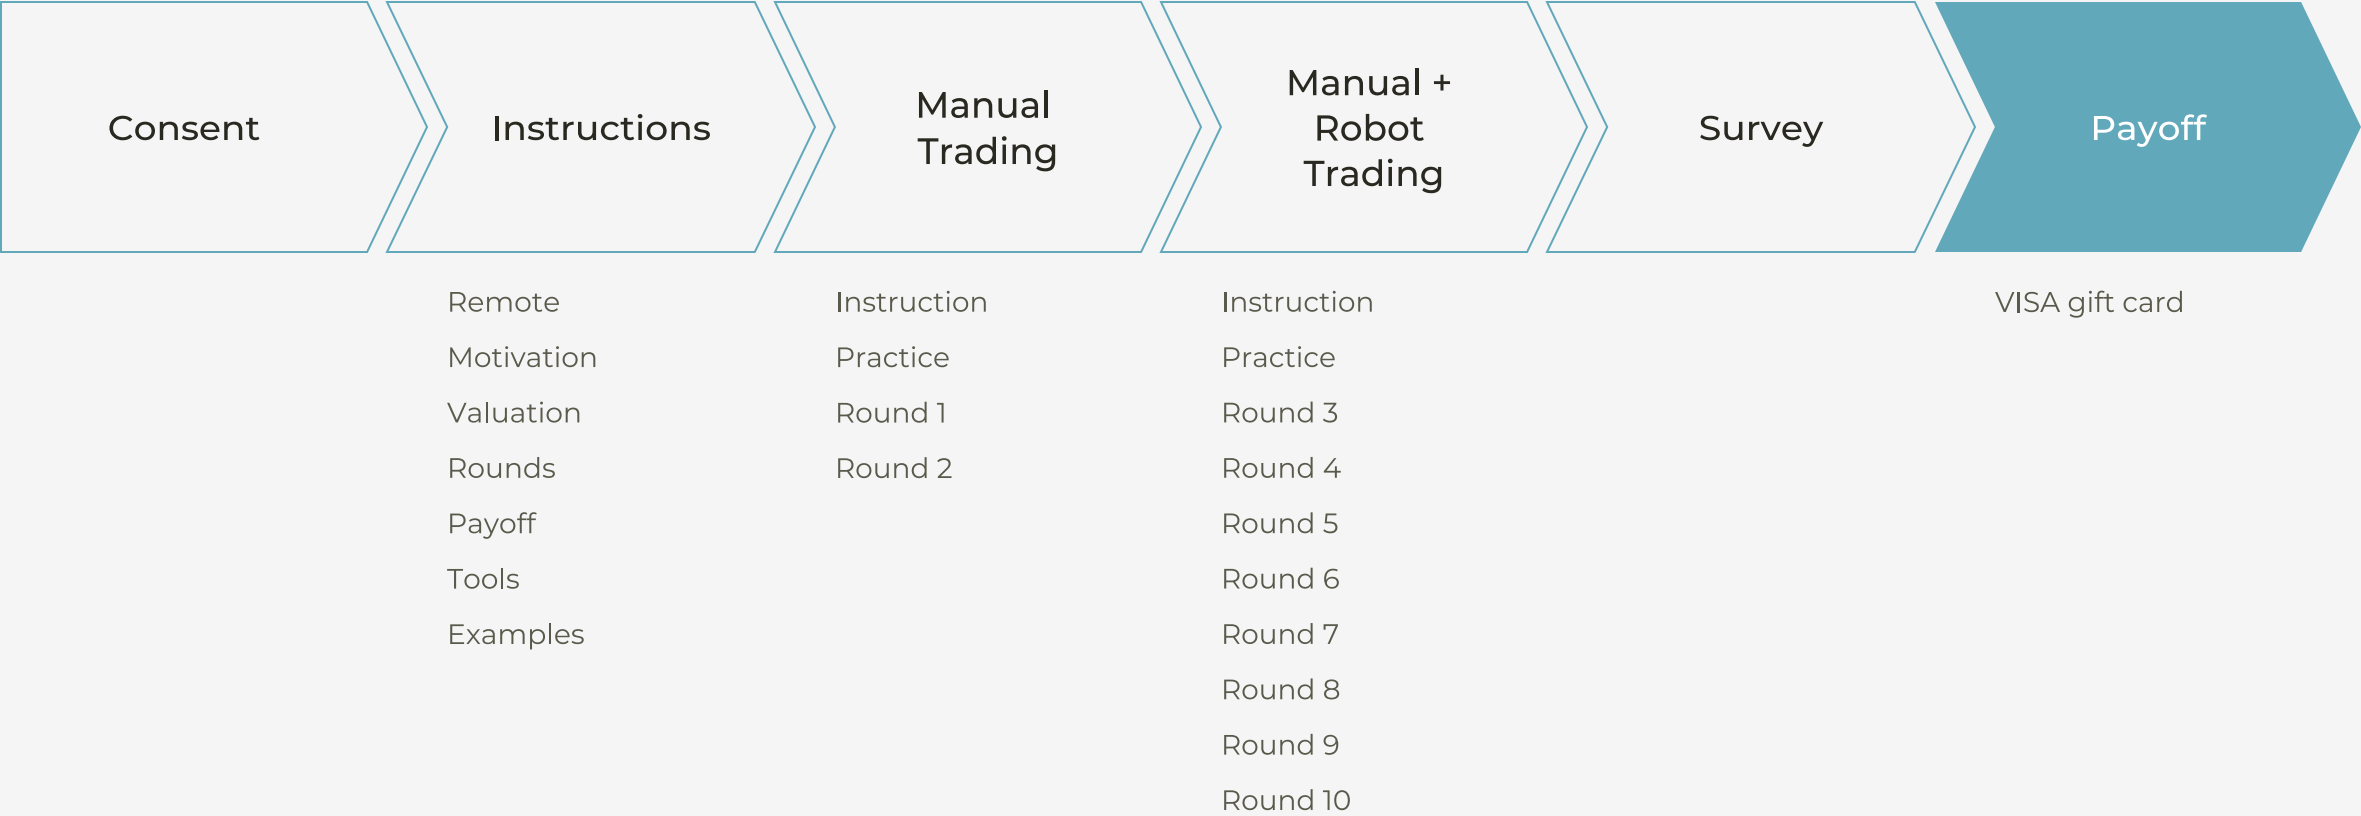 Consent
Instructions
Manual
Trading
Manual +
Robot
Trading
Survey
Payoff
Remote
Motivation
Valuation
Rounds
Payoff
Tools
Examples
Instruction
Practice
Round 1
Round 2
Instruction
Practice
Round 3
Round 4
Round 5
Round 6
Round 7
Round 8
Round 9
Round 10
VISA gift card